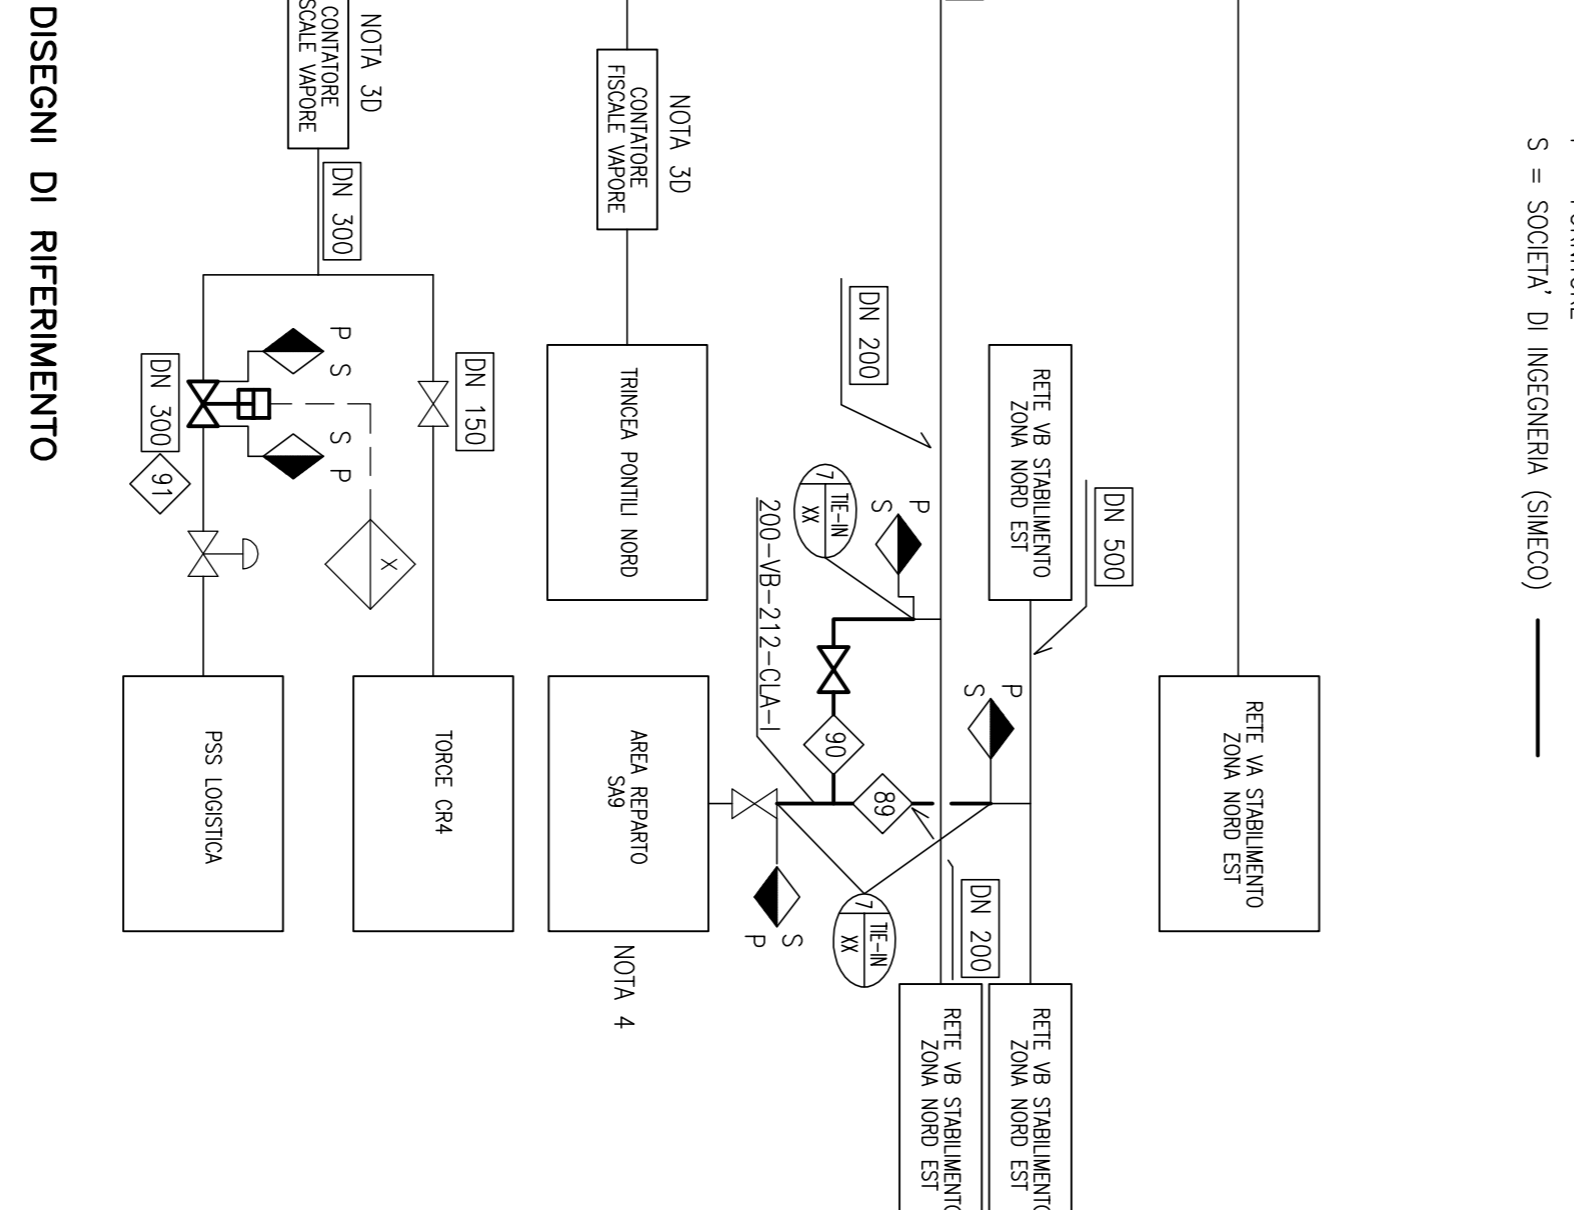 S = SOCIETA' DI INGEGNERIA (SIMECO)
RETE VA STABILIMENTO
ZONA NORD EST
DN 500
RETE VB STABILIMENTO
ZONA NORD EST
P
S
RETE VB STABILIMENTO
ZONA NORD EST
DN 200
DN 200
RETE VB STABILIMENTO
ZONA NORD EST
P
S
7
TIE-IN
XX
90
89
7
TIE-IN
XX
200-VB-212-CLA-I
S
P
NOTA 3D
CONTATORE
FISCALE VAPORE
TRINCEA PONTILI NORD
AREA REPARTO
SA9
NOTA 4
NOTA 3D
CONTATORE
SCALE VAPORE
DN 300
DN 150
TORCE CR4
P
S
S
P
X
DN 300
91
PSS LOGISTICA
DISEGNI DI RIFERIMENTO